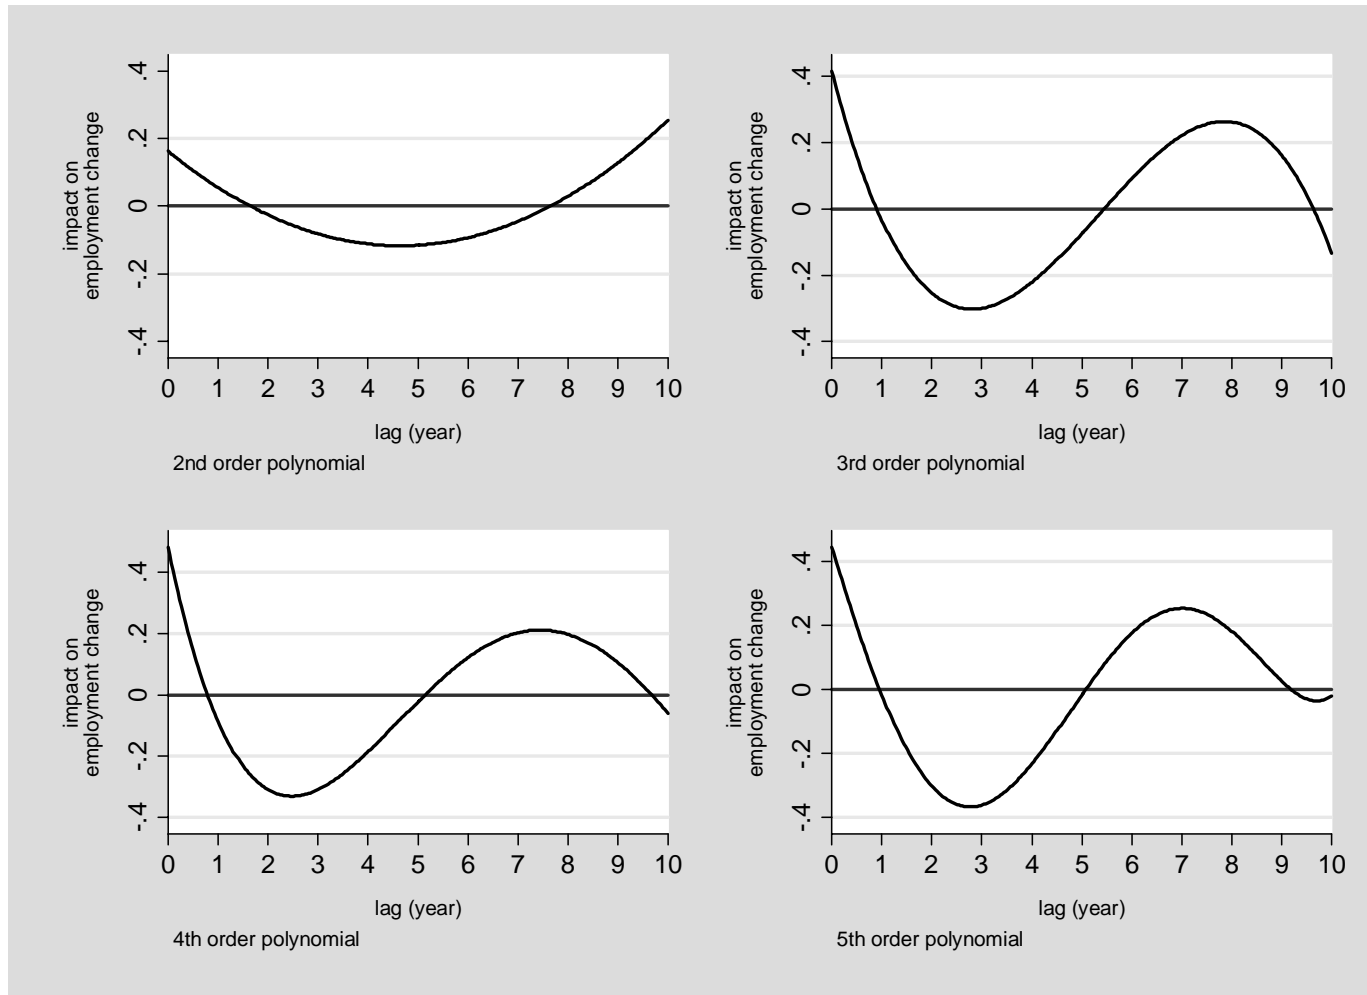 .4
.2
0
-.2
-.4
impact on
employment change
0 1 2 3 4 5 6 7 8 9 10
lag (year)
2nd order polynomial
.4
.2
0
-.2
-.4
impact on
employment change
0 1 2 3 4 5 6 7 8 9 10
lag (year)
3rd order polynomial
.4
.2
0
-.2
-.4
impact on
employment change
0 1 2 3 4 5 6 7 8 9 10
lag (year)
4th order polynomial
.4
.2
0
-.2
-.4
impact on
employment change
0 1 2 3 4 5 6 7 8 9 10
lag (year)
5th order polynomial